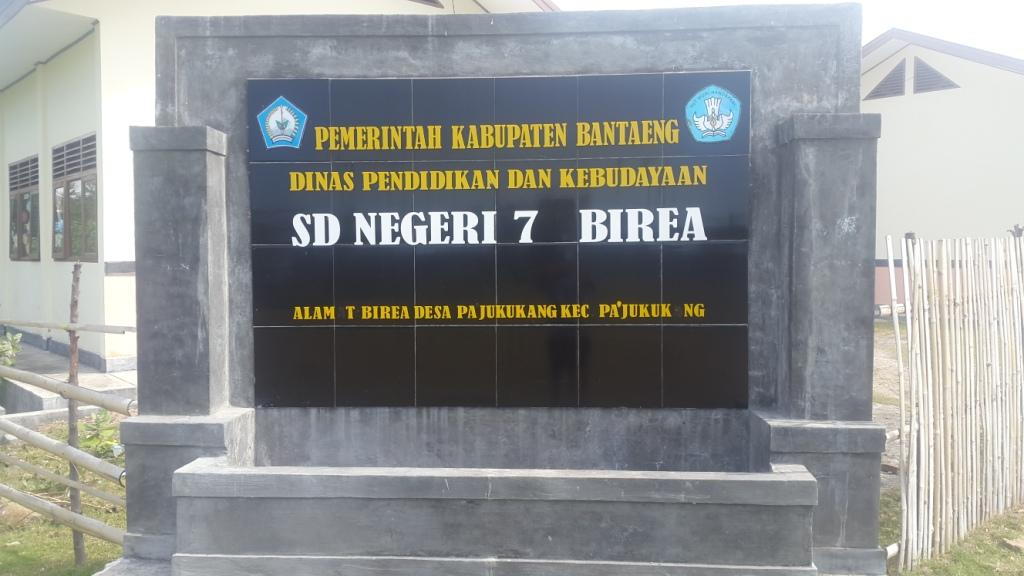 PEMERINTAH KABUPATEN BANTAENG
DINAS PENDIDIKAN DAN KEBUDAYAAN
SD NEGERI 7 BIREA
ALAM T BIREA DESA PAJUKUKANG KEC PA'JUKUK NG